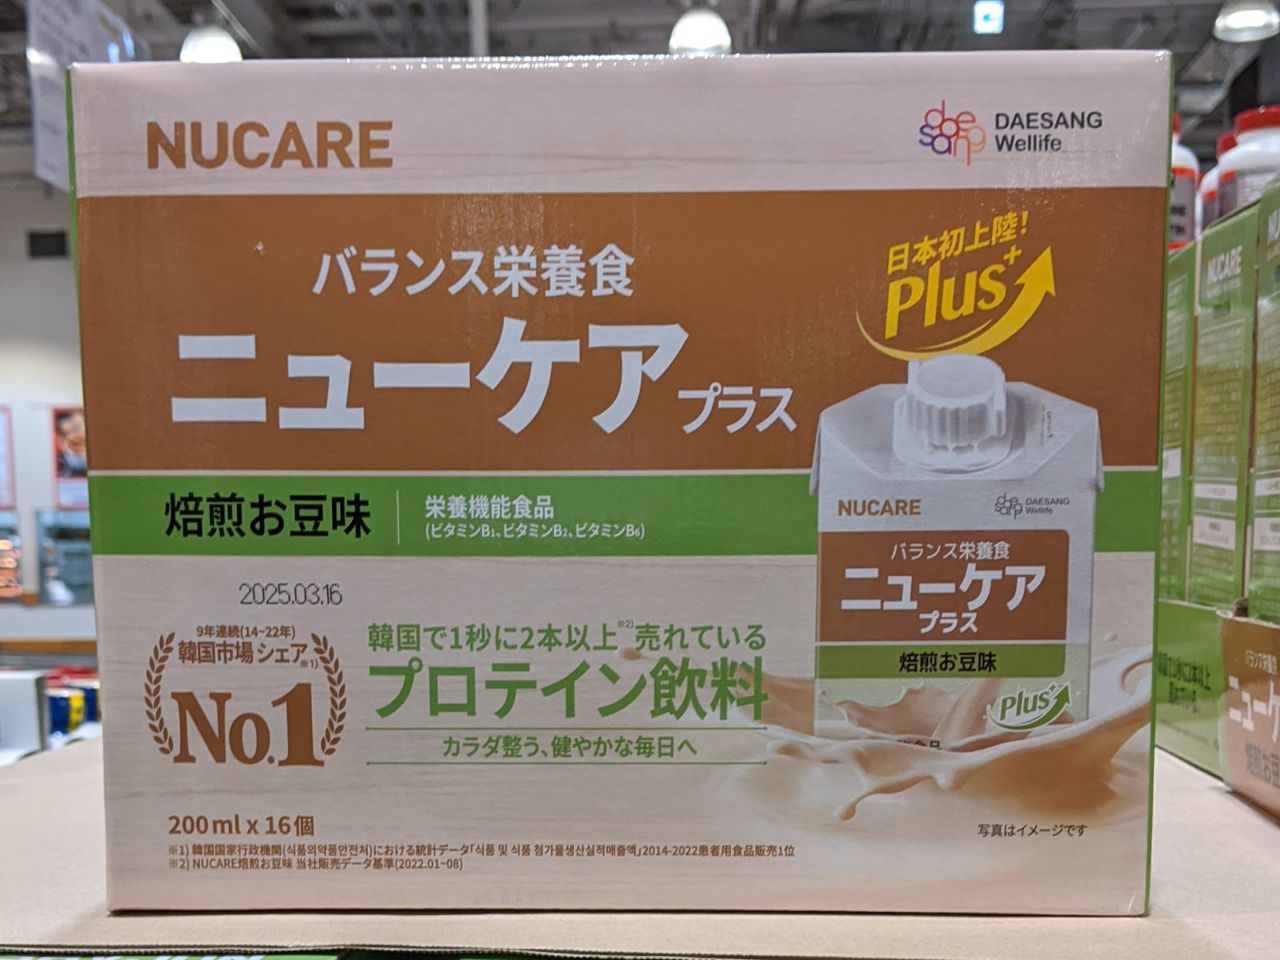 NUCARE
DAESANG
Wellife
バランス栄養食
日本初上陸!
Plus+
ニューケア プラス
焙煎お豆味
栄養機能食品
(ビタミンB₁、ビタミンB₂、ビタミンB₆)
NUCARE
DAESANG
Wellife
バランス栄養食
ニューケア
プラス
焙煎お豆味
Plus+
2025.03.16
9年連続(14~22年)
韓国市場シェア※1)
No.1
韓国で1秒に2本以上※2)売れている
プロテイン飲料
カラダ整う、健やかな毎日へ
200ml x 16個
写真はイメージです
※1) 韓国国家行政機関(식품의약품안전처)における統計データ「식품 및 식품 첨가물생산실적매출액」2014-2022患者用食品販売1位
※2) NUCARE焙煎お豆味 当社販売データ基準(2022.01~08)
NUCARE